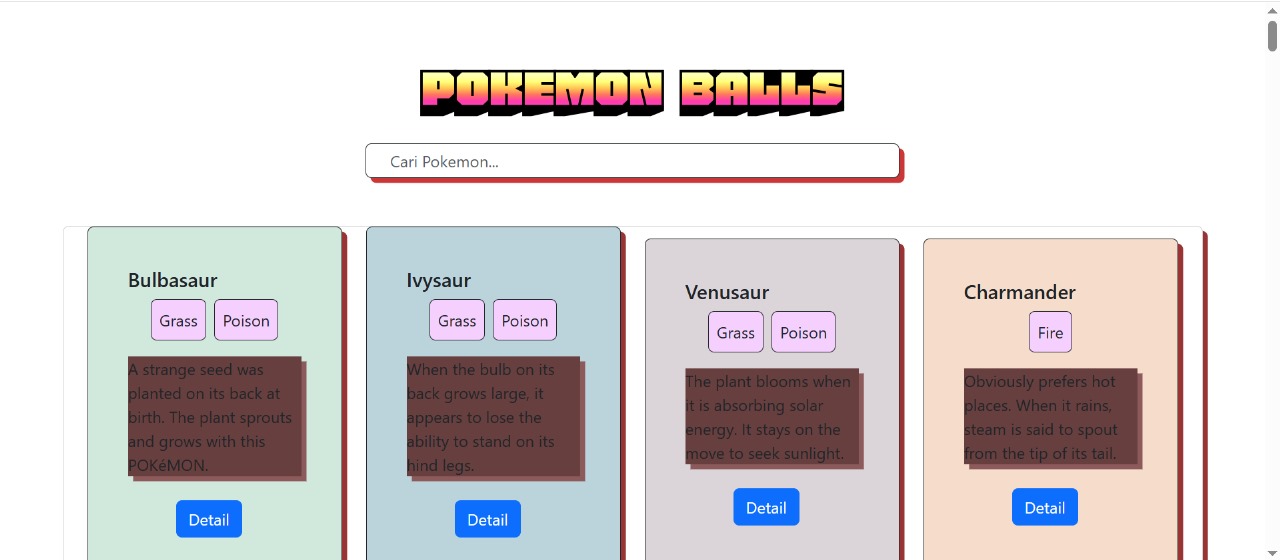 POKEMON BALLS
Cari Pokemon...
Bulbasaur
Grass Poison
A strange seed was
planted on its back at
birth. The plant sprouts
and grows with this
POKéMON.
Detail
Ivysaur
Grass Poison
When the bulb on its
back grows large, it
appears to lose the
ability to stand on its
hind legs.
Detail
Venusaur
Grass Poison
The plant blooms when
it is absorbing solar
energy. It stays on the
move to seek sunlight.
Detail
Charmander
Fire
Obviously prefers hot
places. When it rains,
steam is said to spout
from the tip of its tail.
Detail